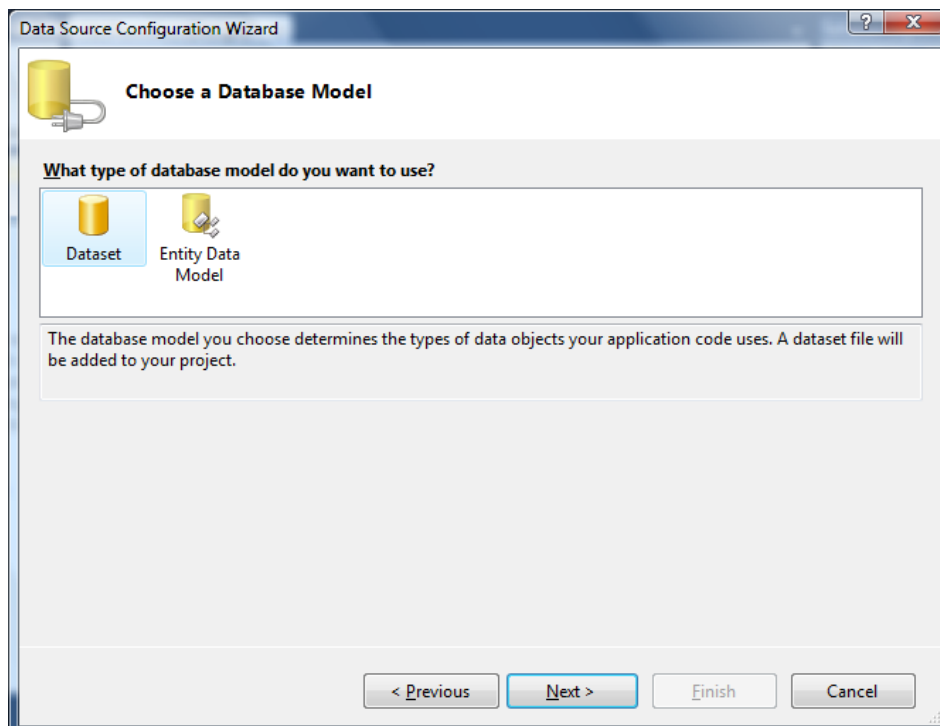 Data Source Configuration Wizard
?
Choose a Database Model
What type of database model do you want to use?
Dataset
Entity Data
Model
The database model you choose determines the types of data objects your application code uses. A dataset file will
be added to your project.
< Previous
Next >
Finish
Cancel